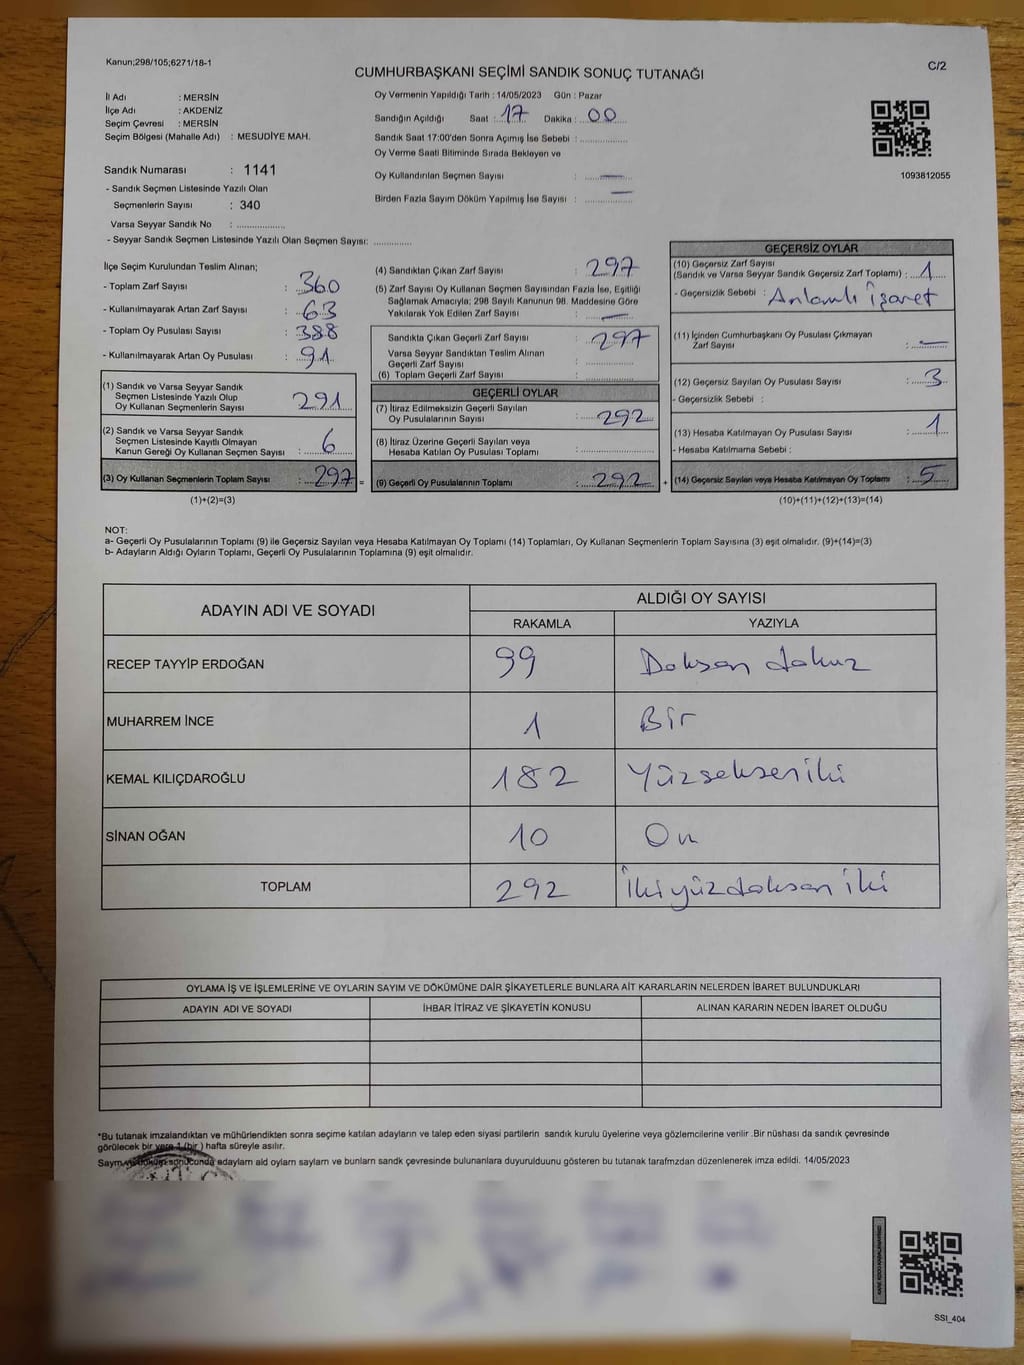 Kanun;298/105;6271/18-1
CUMHURBAŞKANI SEÇİMİ SANDIK SONUÇ TUTANAĞI
C/2
İl Adı : MERSİN
İlçe Adı : AKDENİZ
Seçim Çevresi : MERSİN
Seçim Bölgesi (Mahalle Adı) : MESUDİYE MAH.
Sandık Numarası : 1141
- Sandık Seçmen Listesinde Yazılı Olan
Seçmenlerin Sayısı : 340
Varsa Seyyar Sandık No : ................
- Seyyar Sandık Seçmen Listesinde Yazılı Olan Seçmen Sayısı: .............
Oy Vermenin Yapıldığı Tarih : 14/05/2023 Gün : Pazar
Sandığın Açıldığı Saat : 17 Dakika : 00
Sandık Saat 17:00'den Sonra Açımış İse Sebebi : ................
Oy Verme Saati Bitiminde Sırada Bekleyen ve
Oy Kullandırılan Seçmen Sayısı : —
Birden Fazla Sayım Döküm Yapılmış İse Sayısı : —
1093812055
İlçe Seçim Kurulundan Teslim Alınan;
- Toplam Zarf Sayısı : 360
- Kullanılmayarak Artan Zarf Sayısı : 63
- Toplam Oy Pusulası Sayısı : 388
- Kullanılmayarak Artan Oy Pusulası : 91
(1) Sandık ve Varsa Seyyar Sandık
Seçmen Listesinde Yazılı Olup
Oy Kullanan Seçmenlerin Sayısı : 291
(2) Sandık ve Varsa Seyyar Sandık
Seçmen Listesinde Kayıtlı Olmayan
Kanun Gereği Oy Kullanan Seçmen Sayısı : 6
(3) Oy Kullanan Seçmenlerin Toplam Sayısı : 297 =
(1)+(2)=(3)
(4) Sandıktan Çıkan Zarf Sayısı : 297
(5) Zarf Sayısı Oy Kullanan Seçmen Sayısından Fazla İse, Eşitliği
Sağlamak Amacıyla; 298 Sayılı Kanunun 98. Maddesine Göre
Yakılarak Yok Edilen Zarf Sayısı : —
Sandıkta Çıkan Geçerli Zarf Sayısı : 297
Varsa Seyyar Sandıktan Teslim Alınan
Geçerli Zarf Sayısı : ................
(6) Toplam Geçerli Zarf Sayısı : ................
GEÇERLİ OYLAR
(7) İtiraz Edilmeksizin Geçerli Sayılan
Oy Pusulalarının Sayısı : 292
(8) İtiraz Üzerine Geçerli Sayılan veya
Hesaba Katılan Oy Pusulası Toplamı : ................
(9) Geçerli Oy Pusulalarının Toplamı : 292 +
GEÇERSİZ OYLAR
(10) Geçersiz Zarf Sayısı
(Sandık ve Varsa Seyyar Sandık Geçersiz Zarf Toplamı) : 1
- Geçersizlik Sebebi : Anlamlı İşaret
(11) İçinden Cumhurbaşkanı Oy Pusulası Çıkmayan
Zarf Sayısı : —
(12) Geçersiz Sayılan Oy Pusulası Sayısı : 3
- Geçersizlik Sebebi :
(13) Hesaba Katılmayan Oy Pusulası Sayısı : 1
- Hesaba Katılmama Sebebi :
(14) Geçersiz Sayılan veya Hesaba Katılmayan Oy Toplamı : 5
(10)+(11)+(12)+(13)=(14)
NOT:
a- Geçerli Oy Pusulalarının Toplamı (9) ile Geçersiz Sayılan veya Hesaba Katılmayan Oy Toplamı (14) Toplamları, Oy Kullanan Seçmenlerin Toplam Sayısına (3) eşit olmalıdır. (9)+(14)=(3)
b- Adayların Aldığı Oyların Toplamı, Geçerli Oy Pusulalarının Toplamına (9) eşit olmalıdır.
ADAYIN ADI VE SOYADI
ALDIĞI OY SAYISI
RAKAMLA YAZIYLA
RECEP TAYYİP ERDOĞAN 99 Doksan dokuz
MUHARREM İNCE 1 Bir
KEMAL KILIÇDAROĞLU 182 Yüzsekseniki
SİNAN OĞAN 10 On
TOPLAM 292 İkiyüzdoksan iki
OYLAMA İŞ VE İŞLEMLERİNE VE OYLARIN SAYIM VE DÖKÜMÜNE DAİR ŞİKAYETLERLE BUNLARA AİT KARARLARIN NELERDEN İBARET BULUNDUKLARI
ADAYIN ADI VE SOYADI İHBAR İTİRAZ VE ŞİKAYETİN KONUSU ALINAN KARARIN NEDEN İBARET OLDUĞU
*Bu tutanak imzalandıktan ve mühürlendikten sonra seçime katılan adayların ve talep eden siyasi partilerin sandık kurulu üyelerine veya gözlemcilerine verilir .Bir nüshası da sandık çevresinde
görülecek bir yere 1 (bir ) hafta süreyle asılır.
Saym ve döküm sonucunda adaylam ald oylam saylam ve bunlarn sandk çevresinde bulunanlara duyurulduunu gösteren bu tutanak tarafmzdan düzenlenerek imza edildi. 14/05/2023
SSI_404